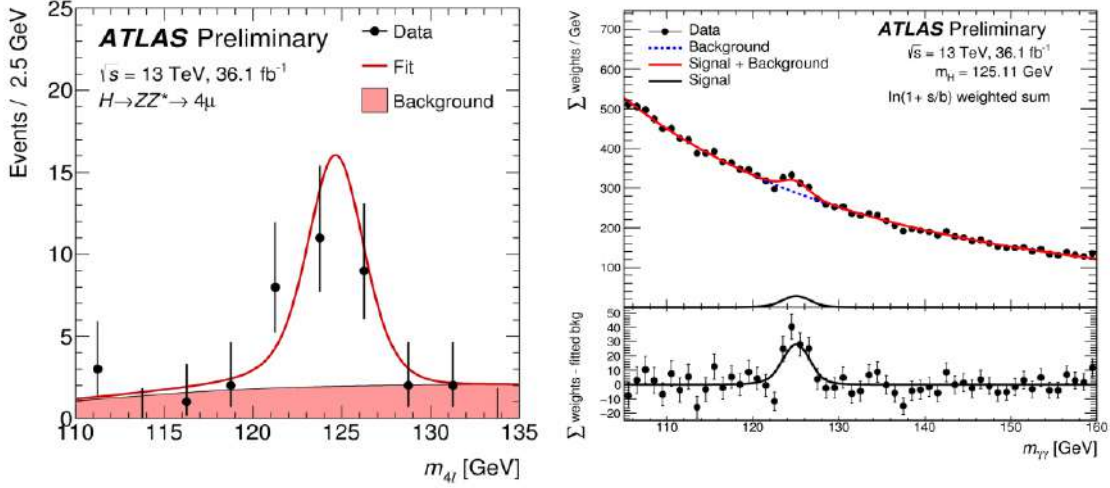 Events / 2.5 GeV
25
20
15
10
5
0
ATLAS Preliminary
√s = 13 TeV, 36.1 fb⁻¹
H→ZZ*→ 4μ
Data
Fit
Background
110 115 120 125 130 135
m4l [GeV]
Σ weights / GeV
700
600
500
400
300
200
100
Data
Background
Signal + Background
Signal
ATLAS Preliminary
√s = 13 TeV, 36.1 fb⁻¹
mH = 125.11 GeV
ln(1+ s/b) weighted sum
Σ weights - fitted bkg
50
40
30
20
10
0
−10
−20
110 120 130 140 150 160
mγγ [GeV]